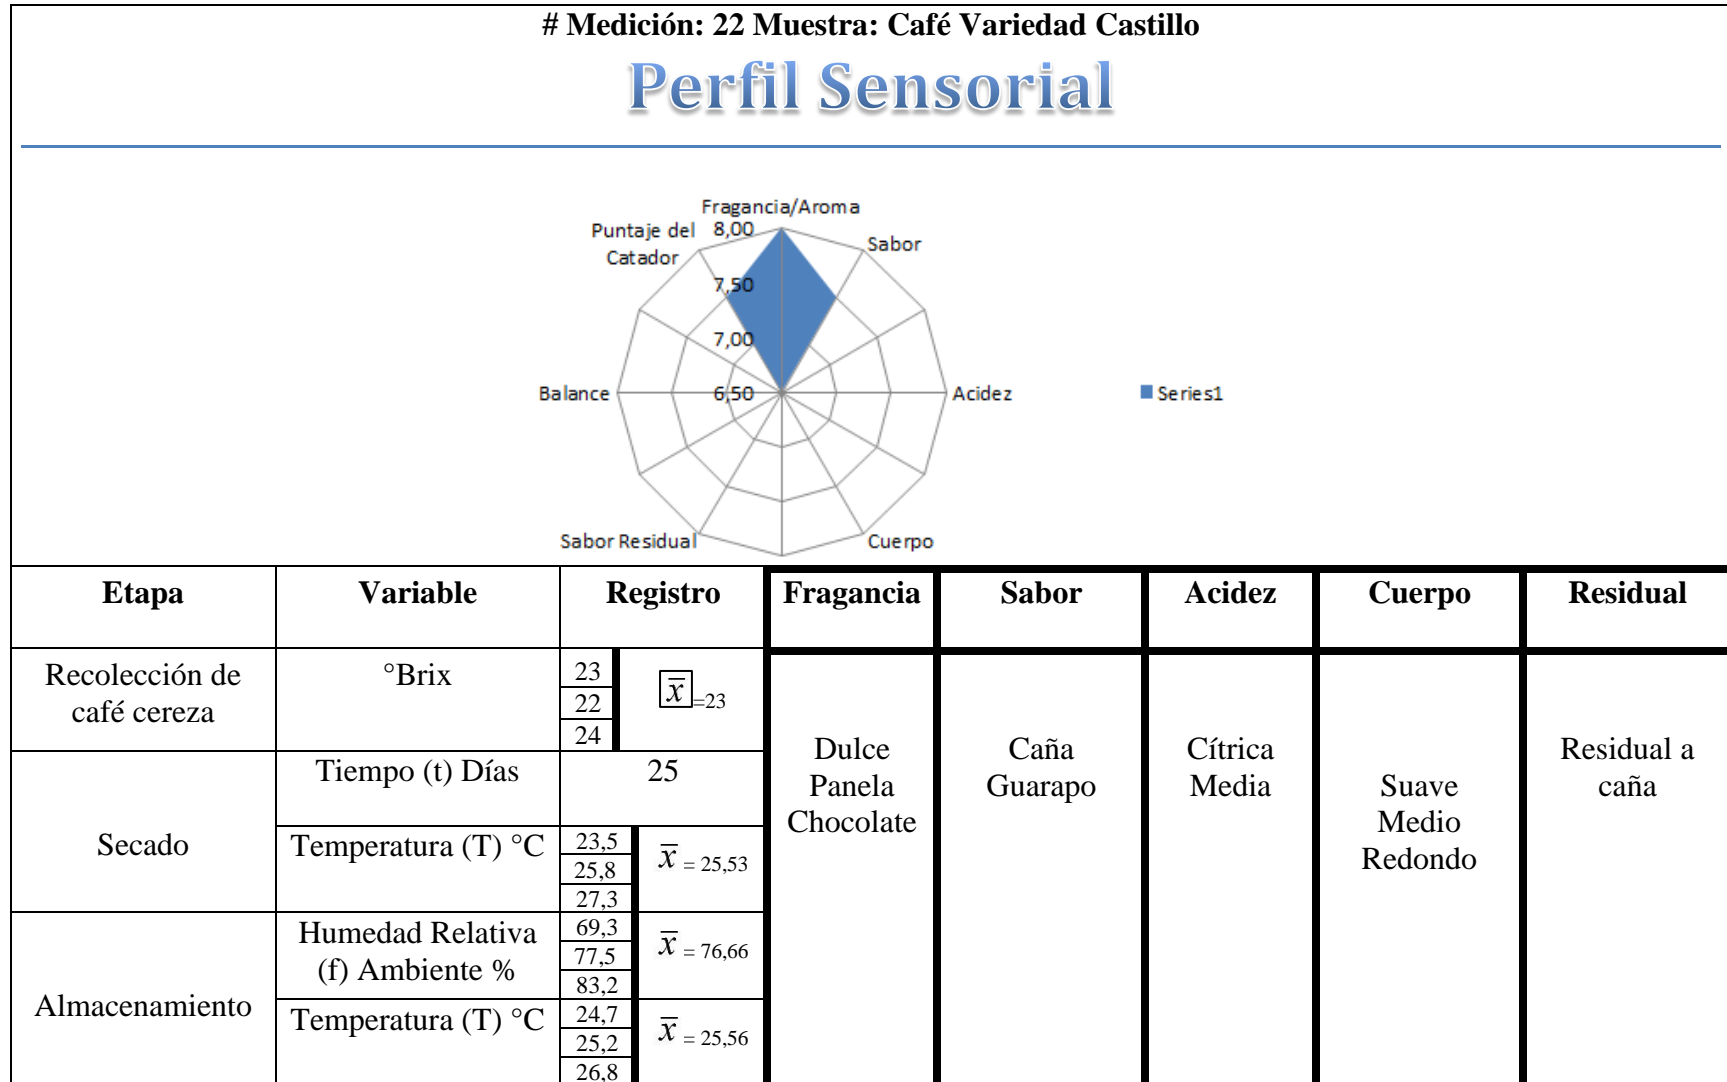 # Medición: 22 Muestra: Café Variedad Castillo
Perfil Sensorial
Fragancia/Aroma
Puntaje del
Catador
8,00
Sabor
7,50
7,00
Balance
6,50
Acidez
Series1
Sabor Residual
Cuerpo
Etapa Variable Registro Fragancia Sabor Acidez Cuerpo Residual
Recolección de
café cereza
°Brix
23
22
24
x̅ =23
Secado
Tiempo (t) Días
25
Temperatura (T) °C
23,5
25,8
27,3
x̅ = 25,53
Almacenamiento
Humedad Relativa
(f) Ambiente %
69,3
77,5
83,2
x̅ = 76,66
Temperatura (T) °C
24,7
25,2
26,8
x̅ = 25,56
Dulce
Panela
Chocolate
Caña
Guarapo
Cítrica
Media
Suave
Medio
Redondo
Residual a
caña